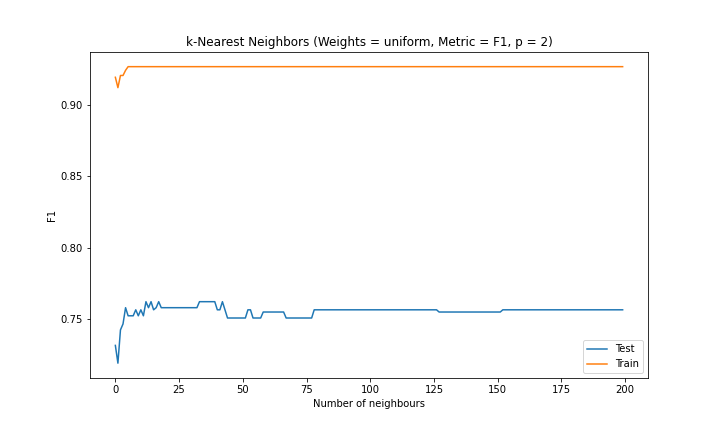 k-Nearest Neighbors (Weights = uniform, Metric = F1, p = 2)
0.90
0.85
0.80
0.75
F1
0 25 50 75 100 125 150 175 200
Number of neighbours
Test
Train